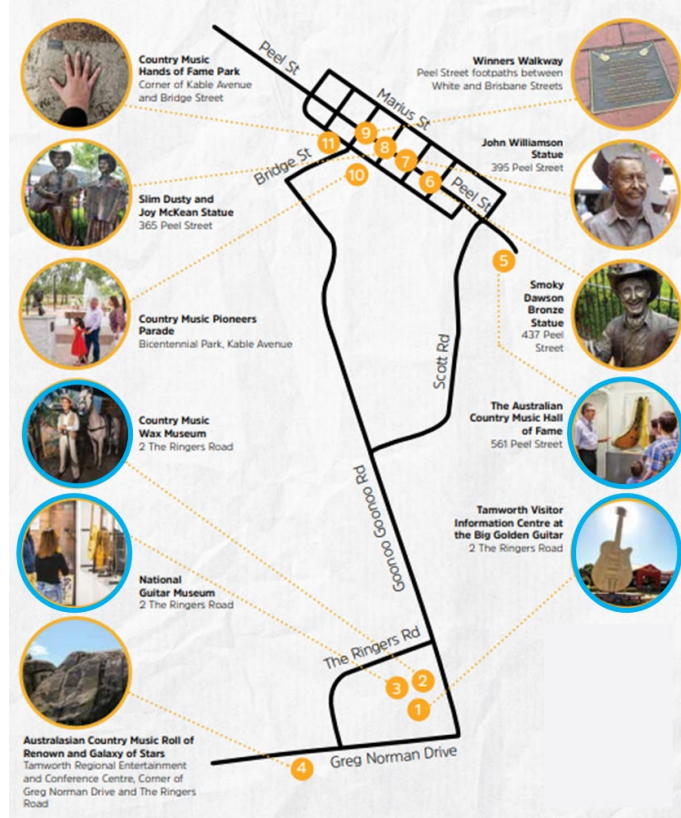 Country Music
Hands of Fame Park
Corner of Kable Avenue
and Bridge Street
Slim Dusty and
Joy McKean Statue
365 Peel Street
Country Music Pioneers
Parade
Bicentennial Park, Kable Avenue
Country Music
Wax Museum
2 The Ringers Road
National
Guitar Museum
2 The Ringers Road
Australasian Country Music Roll of
Renown and Galaxy of Stars
Tamworth Regional Entertainment
and Conference Centre, Corner of
Greg Norman Drive and The Ringers
Road
Peel St
Marius St
Bridge St
Peel St
9
8
7
6
11
10
5
Scott Rd
Goonoo Goonoo Rd
The Ringers Rd
3
2
1
4
Greg Norman Drive
Winners Walkway
Peel Street footpaths between
White and Brisbane Streets
John Williamson
Statue
395 Peel Street
Smoky
Dawson
Bronze
Statue
437 Peel
Street
The Australian
Country Music Hall
of Fame
561 Peel Street
Tamworth Visitor
Information Centre at
the Big Golden Guitar
2 The Ringers Road